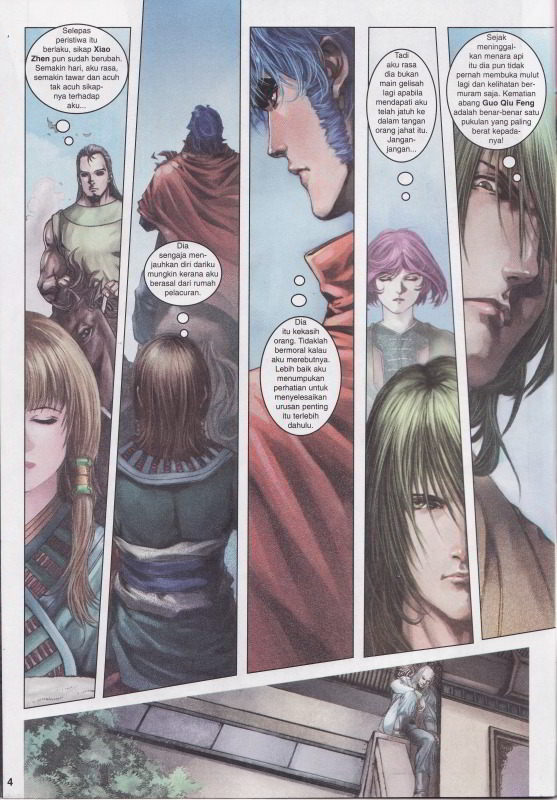 Selepas
peristiwa itu
berlaku, sikap Xiao
Zhen pun sudah berubah.
Semakin hari, aku rasa,
semakin tawar dan acuh
tak acuh sikap-
nya terhadap
aku...
Dia
sengaja men-
jauhkan diri dariku
mungkin kerana aku
berasal dari rumah
pelacuran.
Dia
itu kekasih
orang. Tidaklah
bermoral kalau
aku merebutnya.
Lebih baik aku
menumpukan
perhatian untuk
menyelesaikan
urusan penting
itu terlebih
dahulu.
Tadi
aku rasa
dia bukan
main gelisah
lagi apabila
mendapati aku
telah jatuh ke
dalam tangan
orang jahat itu.
Jangan-
jangan...
Sejak
meninggal-
kan menara api
itu dia pun tidak
pernah membuka mulut
lagi dan kelihatan ber-
muram saja. Kematian
abang Guo Qiu Feng
adalah benar-benar satu
pukulan yang paling
berat kepada-
nya!
4